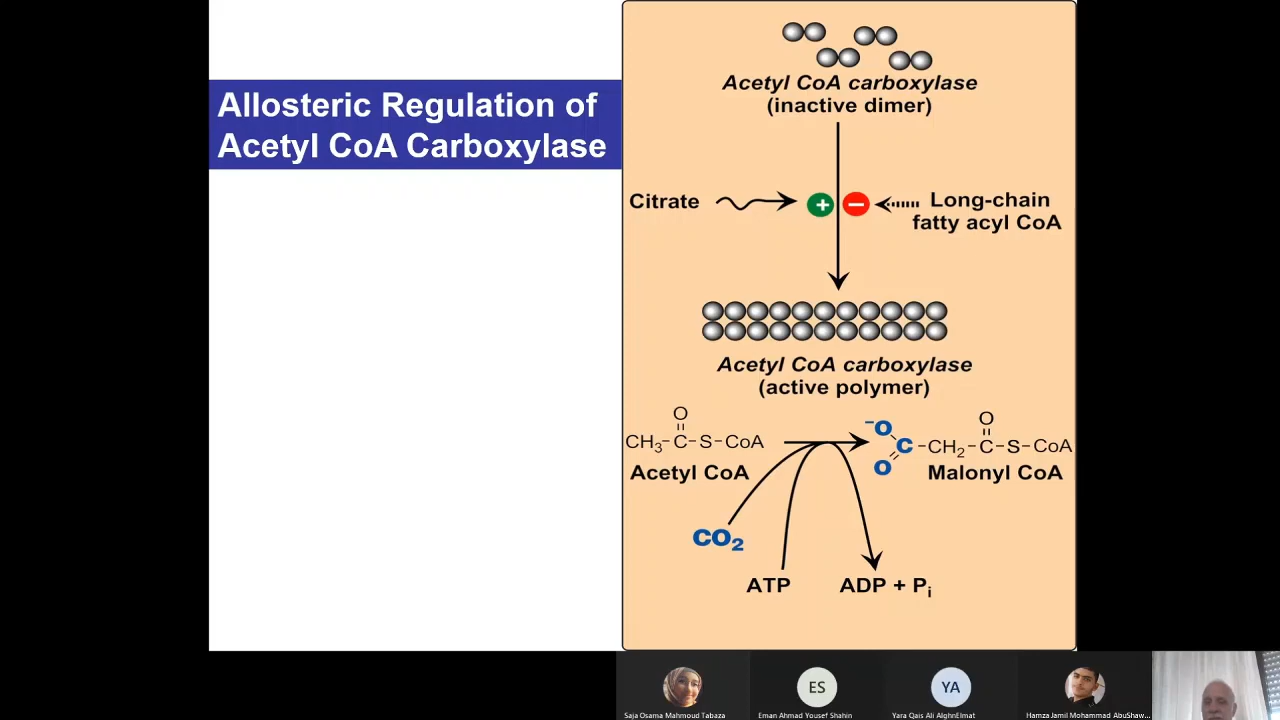 Allosteric Regulation of
Acetyl CoA Carboxylase
Acetyl CoA carboxylase
(inactive dimer)
Citrate
+
−
Long-chain
fatty acyl CoA
Acetyl CoA carboxylase
(active polymer)
O
CH3-C-S-CoA
Acetyl CoA
−O
O
C-CH2-C-S-CoA
O
Malonyl CoA
CO2
ATP
ADP + Pi
ES
YA
Saja Osama Mahmoud Tabaza
Eman Ahmad Yousef Shahin
Yara Qais Ali AlghnElmat
Hamza Jamil Mohammad AbuShaw...